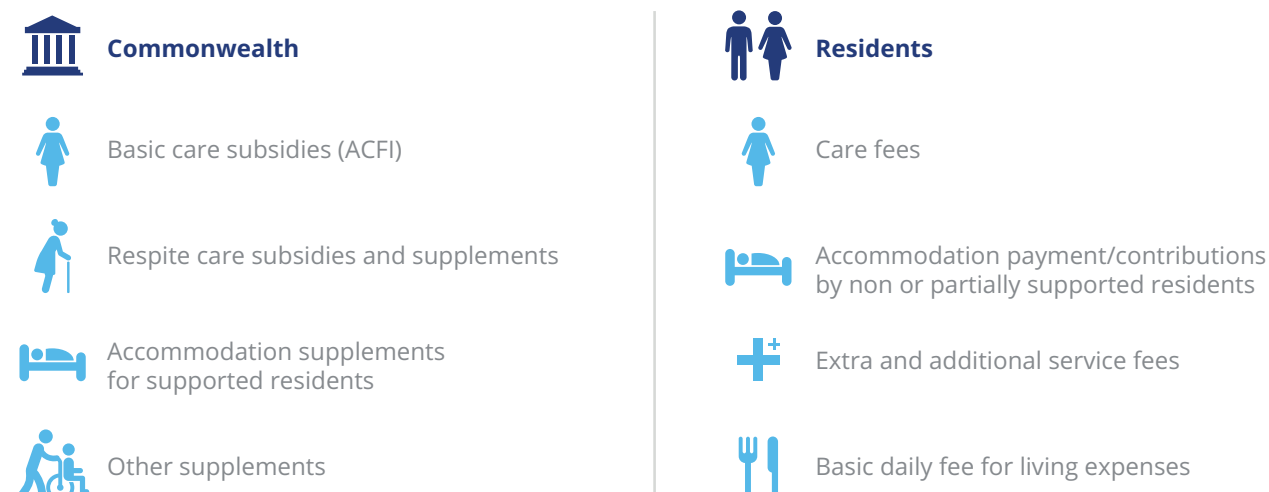 Commonwealth
Basic care subsidies (ACFI)
Respite care subsidies and supplements
Accommodation supplements
for supported residents
Other supplements
Residents
Care fees
Accommodation payment/contributions
by non or partially supported residents
Extra and additional service fees
Basic daily fee for living expenses